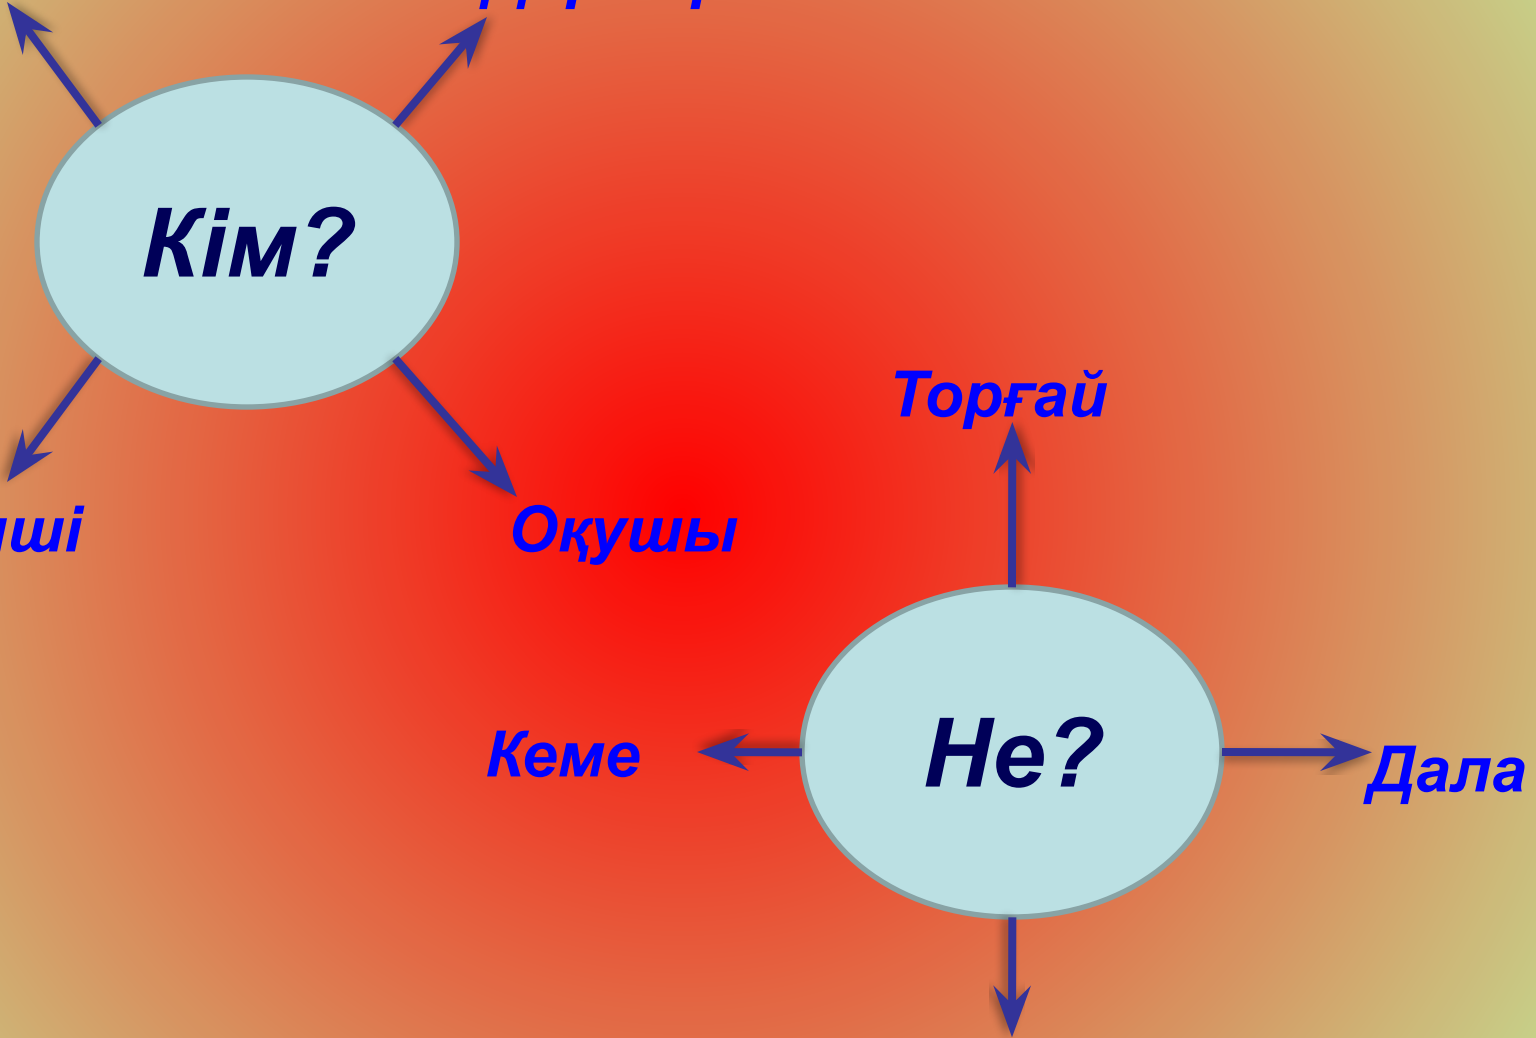 Кім?
Торғай
Оқушы
Кеме
Не?
Дала